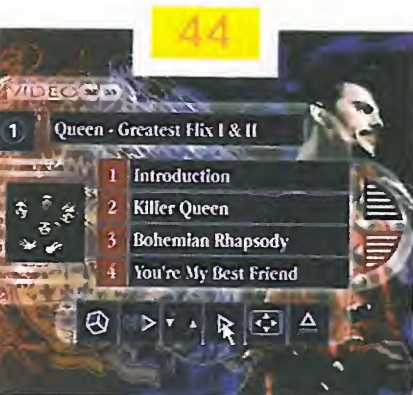 44
VIDEO
1 Queen - Greatest Flix I & II
1 Introduction
2 Killer Queen
3 Bohemian Rhapsody
4 You're My Best Friend